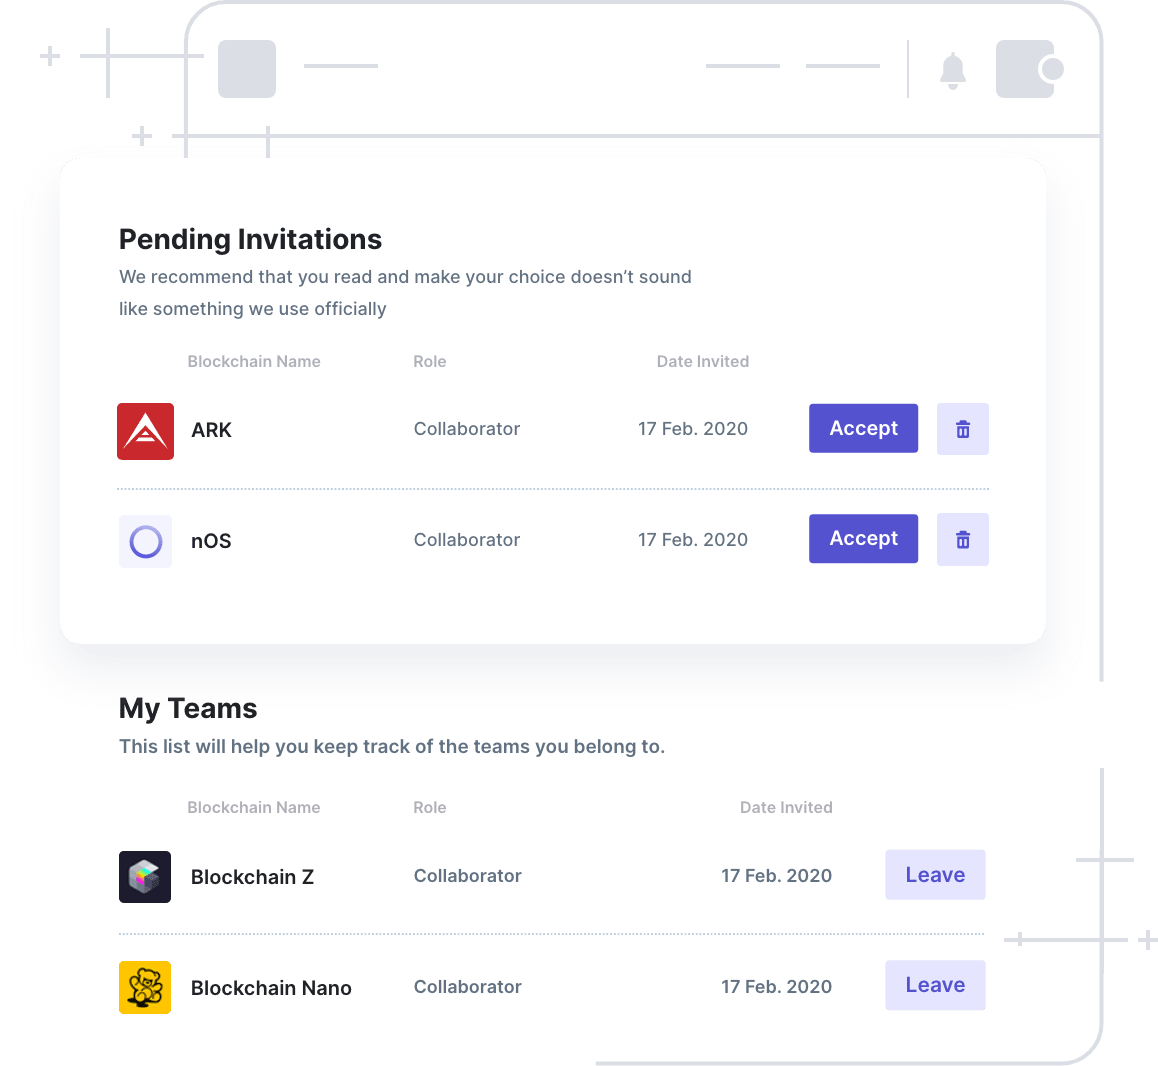 Pending Invitations
We recommend that you read and make your choice doesn’t sound
like something we use officially
Blockchain Name Role Date Invited
ARK Collaborator 17 Feb. 2020 Accept
nOS Collaborator 17 Feb. 2020 Accept
My Teams
This list will help you keep track of the teams you belong to.
Blockchain Name Role Date Invited
Blockchain Z Collaborator 17 Feb. 2020 Leave
Blockchain Nano Collaborator 17 Feb. 2020 Leave